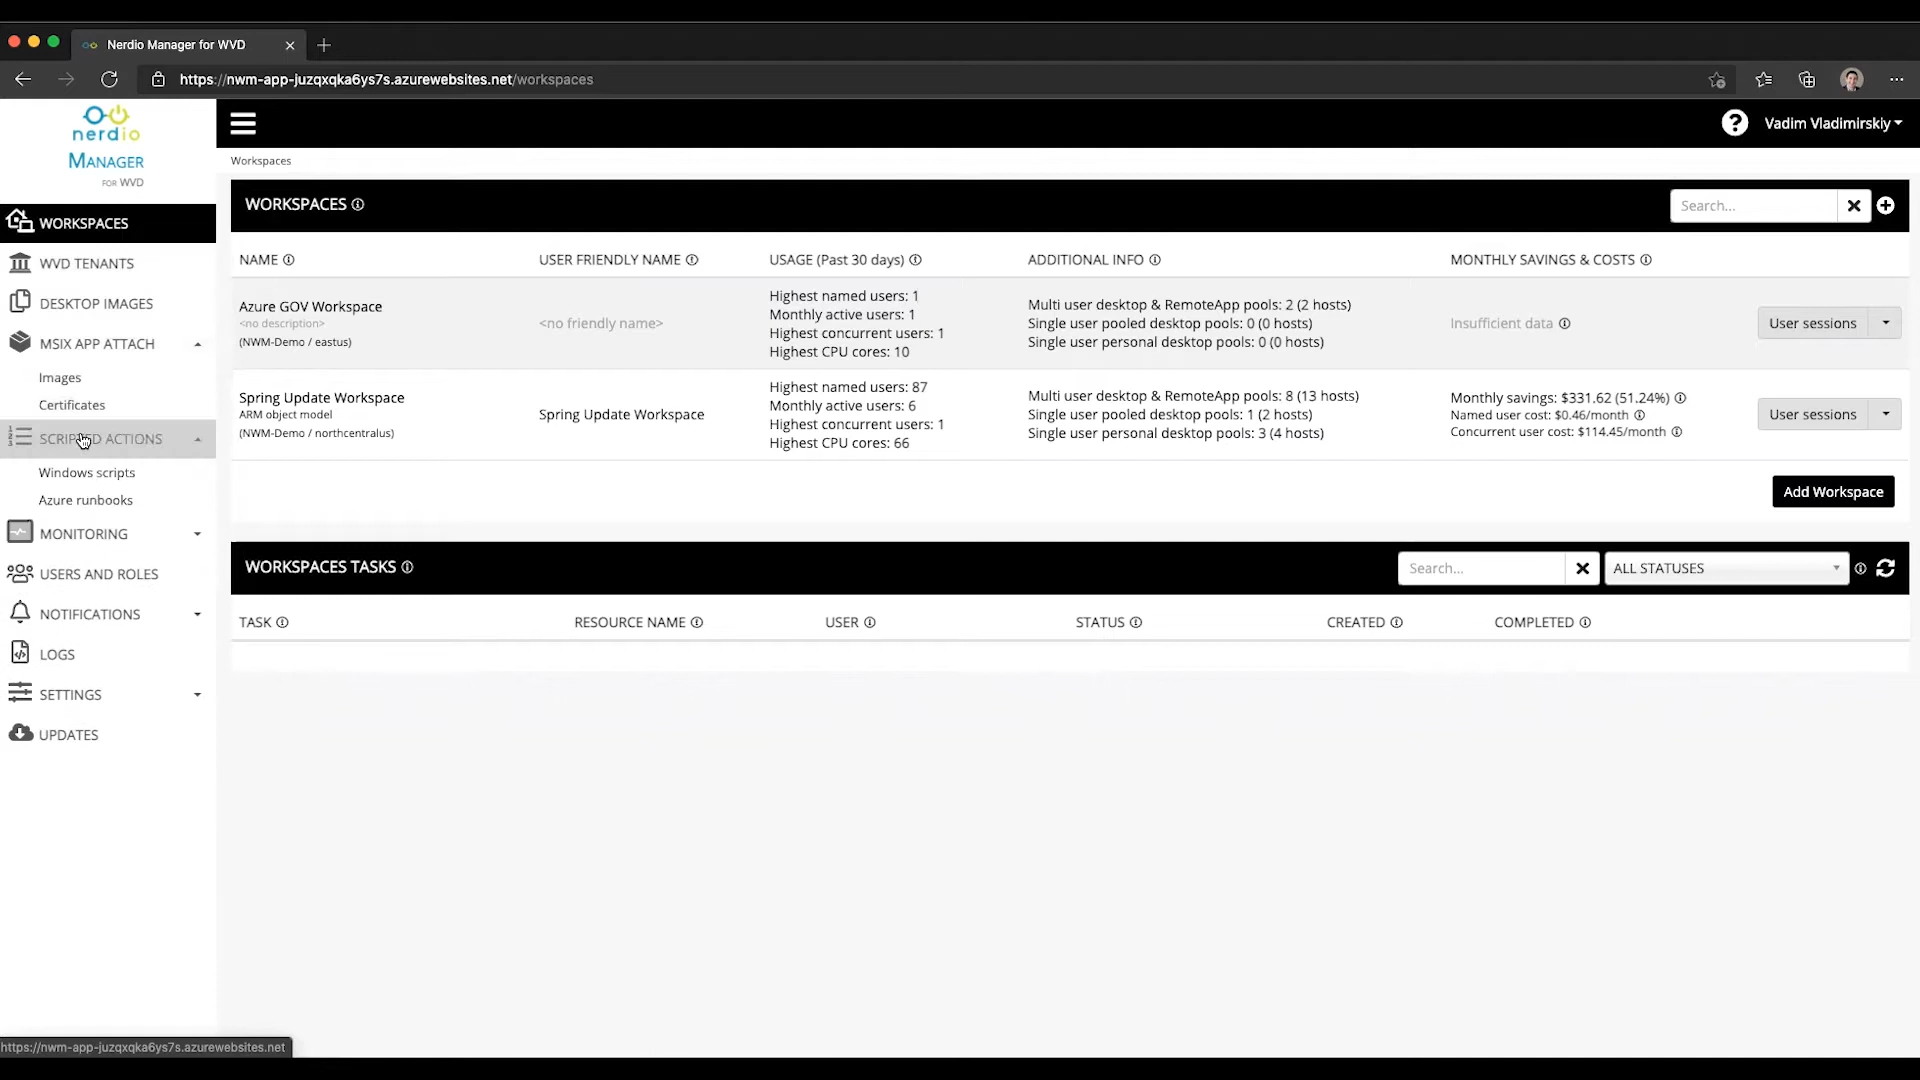 Nerdio Manager for WVD
https://nwm-app-juzqxqka6ys7s.azurewebsites.net/workspaces
nerdio
MANAGER
FOR WVD
Vadim Vladimirskiy
Workspaces
WORKSPACES
WVD TENANTS
DESKTOP IMAGES
MSIX APP ATTACH
Images
Certificates
SCRIPTED ACTIONS
Windows scripts
Azure runbooks
MONITORING
USERS AND ROLES
NOTIFICATIONS
LOGS
SETTINGS
UPDATES
WORKSPACES
Search...
NAME
USER FRIENDLY NAME
USAGE (Past 30 days)
ADDITIONAL INFO
MONTHLY SAVINGS & COSTS
Azure GOV Workspace
<no description>
(NWM-Demo / eastus)
<no friendly name>
Highest named users: 1
Monthly active users: 1
Highest concurrent users: 1
Highest CPU cores: 10
Multi user desktop & RemoteApp pools: 2 (2 hosts)
Single user pooled desktop pools: 0 (0 hosts)
Single user personal desktop pools: 0 (0 hosts)
Insufficient data
User sessions
Spring Update Workspace
ARM object model
(NWM-Demo / northcentralus)
Spring Update Workspace
Highest named users: 87
Monthly active users: 6
Highest concurrent users: 1
Highest CPU cores: 66
Multi user desktop & RemoteApp pools: 8 (13 hosts)
Single user pooled desktop pools: 1 (2 hosts)
Single user personal desktop pools: 3 (4 hosts)
Monthly savings: $331.62 (51.24%)
Named user cost: $0.46/month
Concurrent user cost: $114.45/month
User sessions
Add Workspace
WORKSPACES TASKS
Search...
ALL STATUSES
TASK
RESOURCE NAME
USER
STATUS
CREATED
COMPLETED
https://nwm-app-juzqxqka6ys7s.azurewebsites.net